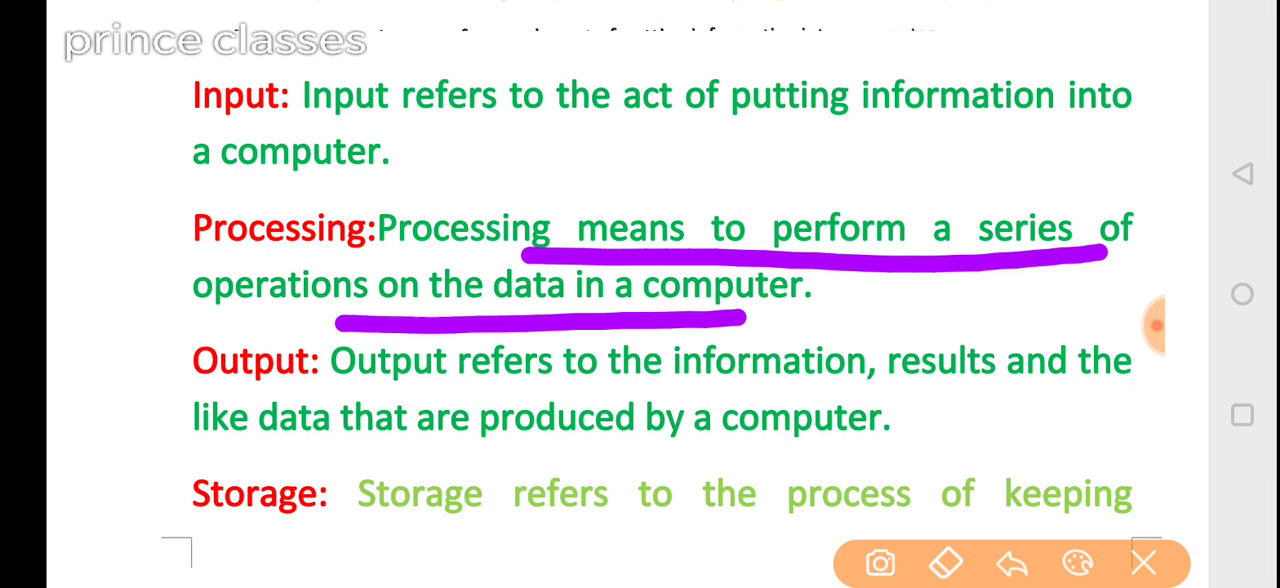 prince classes
Input: Input refers to the act of putting information into
a computer.
Processing:Processing means to perform a series of
operations on the data in a computer.
Output: Output refers to the information, results and the
like data that are produced by a computer.
Storage: Storage refers to the process of keeping